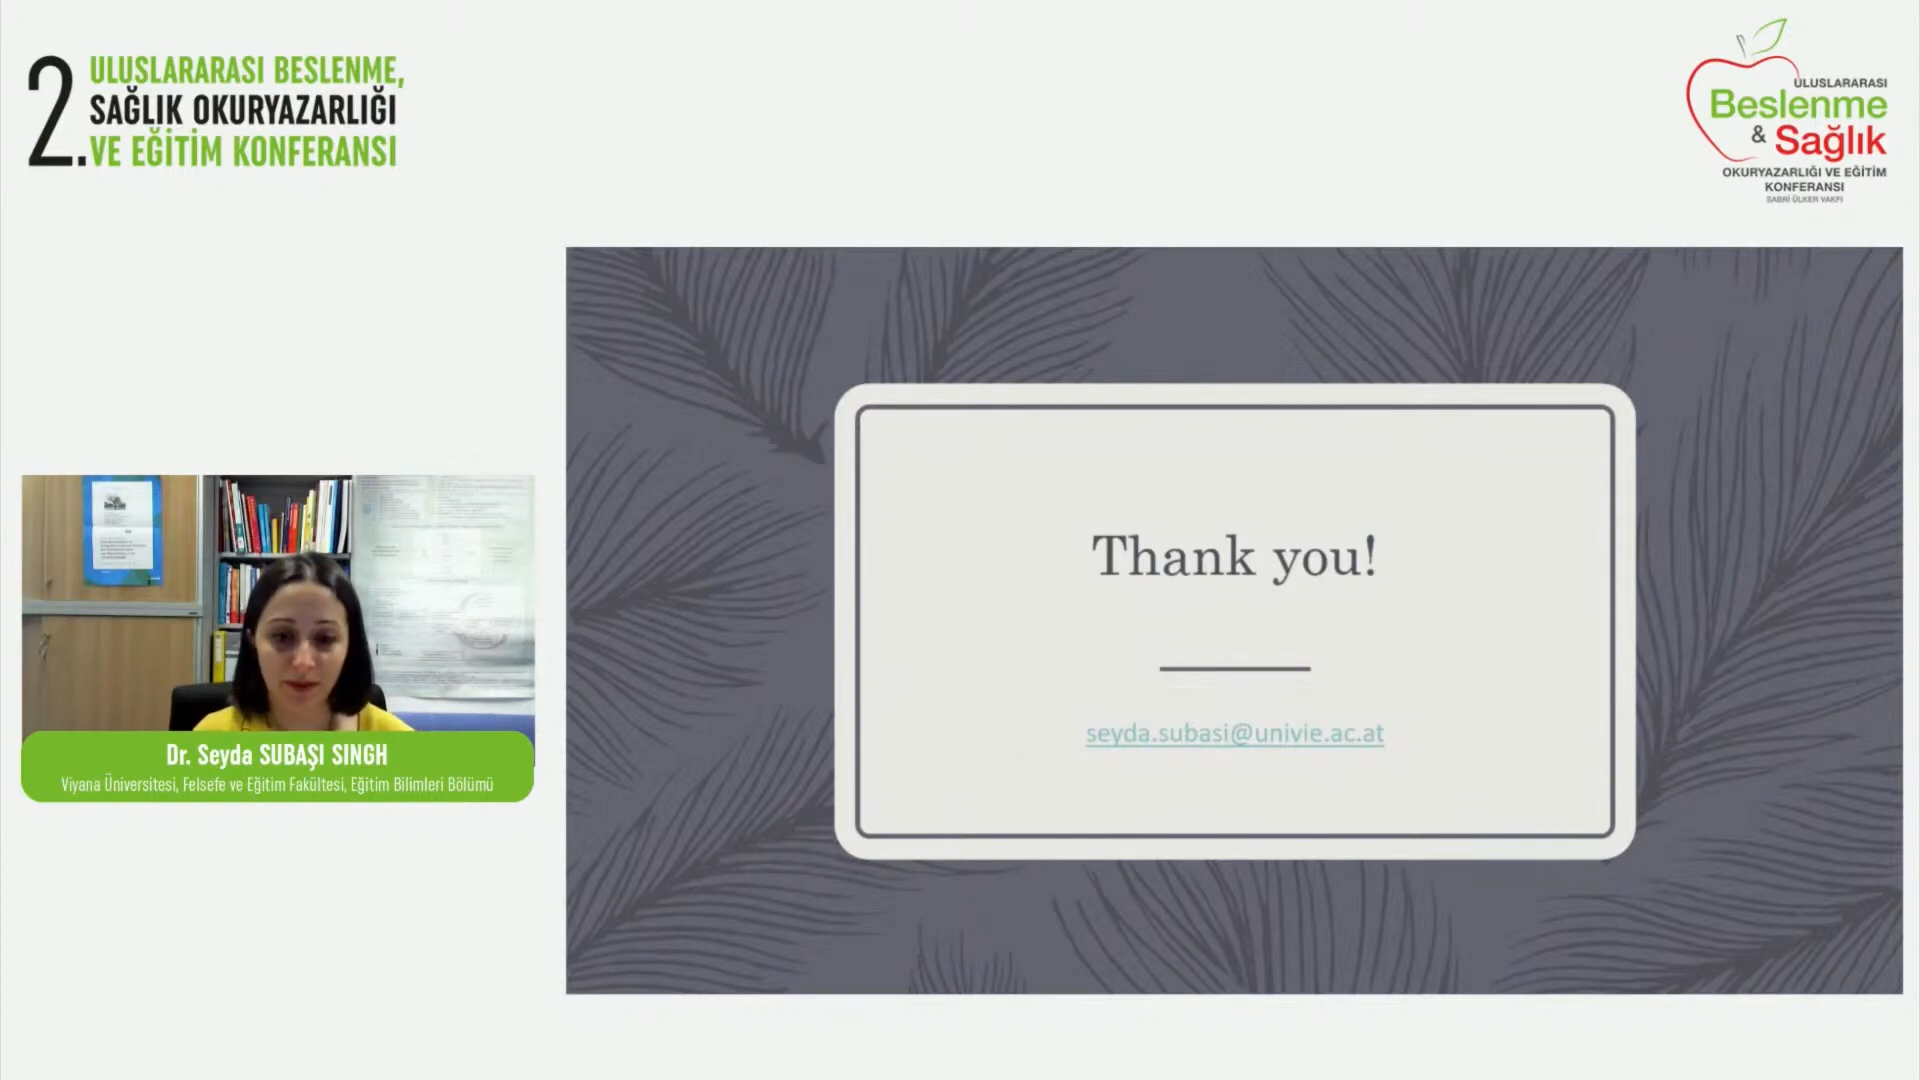 2. ULUSLARARASI BESLENME,
SAĞLIK OKURYAZARLIĞI
VE EĞİTİM KONFERANSI
ULUSLARARASI
Beslenme
& Sağlık
OKURYAZARLIĞI VE EĞİTİM
KONFERANSI
SABRİ ÜLKER VAKFI
Thank you!
seyda.subasi@univie.ac.at
Dr. Seyda SUBAŞI SINGH
Viyana Üniversitesi, Felsefe ve Eğitim Fakültesi, Eğitim Bilimleri Bölümü